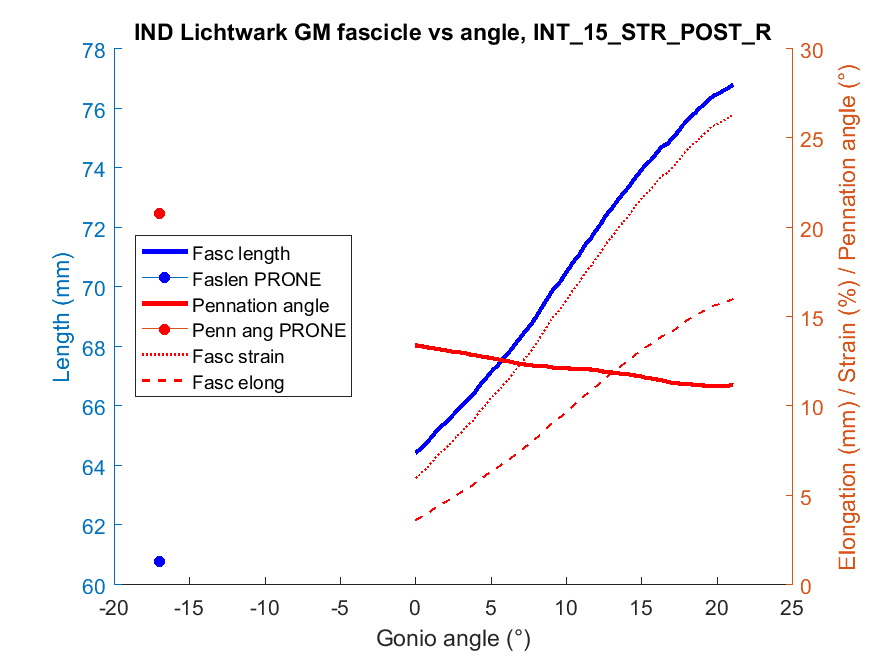 IND Lichtwark GM fascicle vs angle, INT_15_STR_POST_R
78
76
74
72
70
68
66
64
62
60
Length (mm)
30
25
20
15
10
5
0
Elongation (mm) / Strain (%) / Pennation angle (°)
Fasc length
Faslen PRONE
Pennation angle
Penn ang PRONE
Fasc strain
Fasc elong
-20 -15 -10 -5 0 5 10 15 20 25
Gonio angle (°)